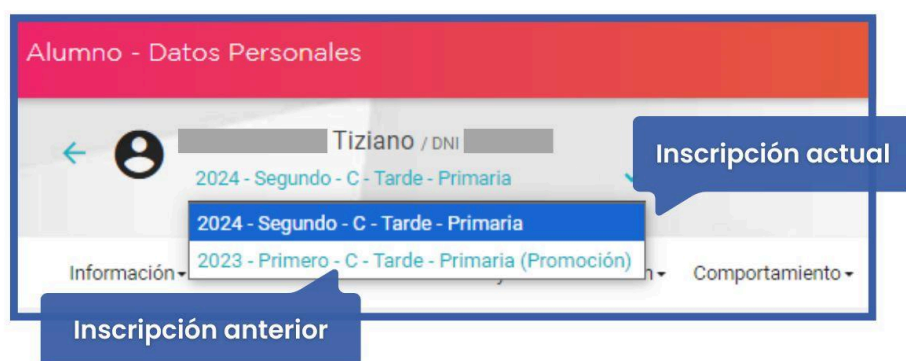 Alumno - Datos Personales
Tiziano / DNI
Inscripción actual
2024 - Segundo - C - Tarde - Primaria
2024 - Segundo - C - Tarde - Primaria
2023 - Primero - C - Tarde - Primaria (Promoción)
Información
Comportamiento
Inscripción anterior